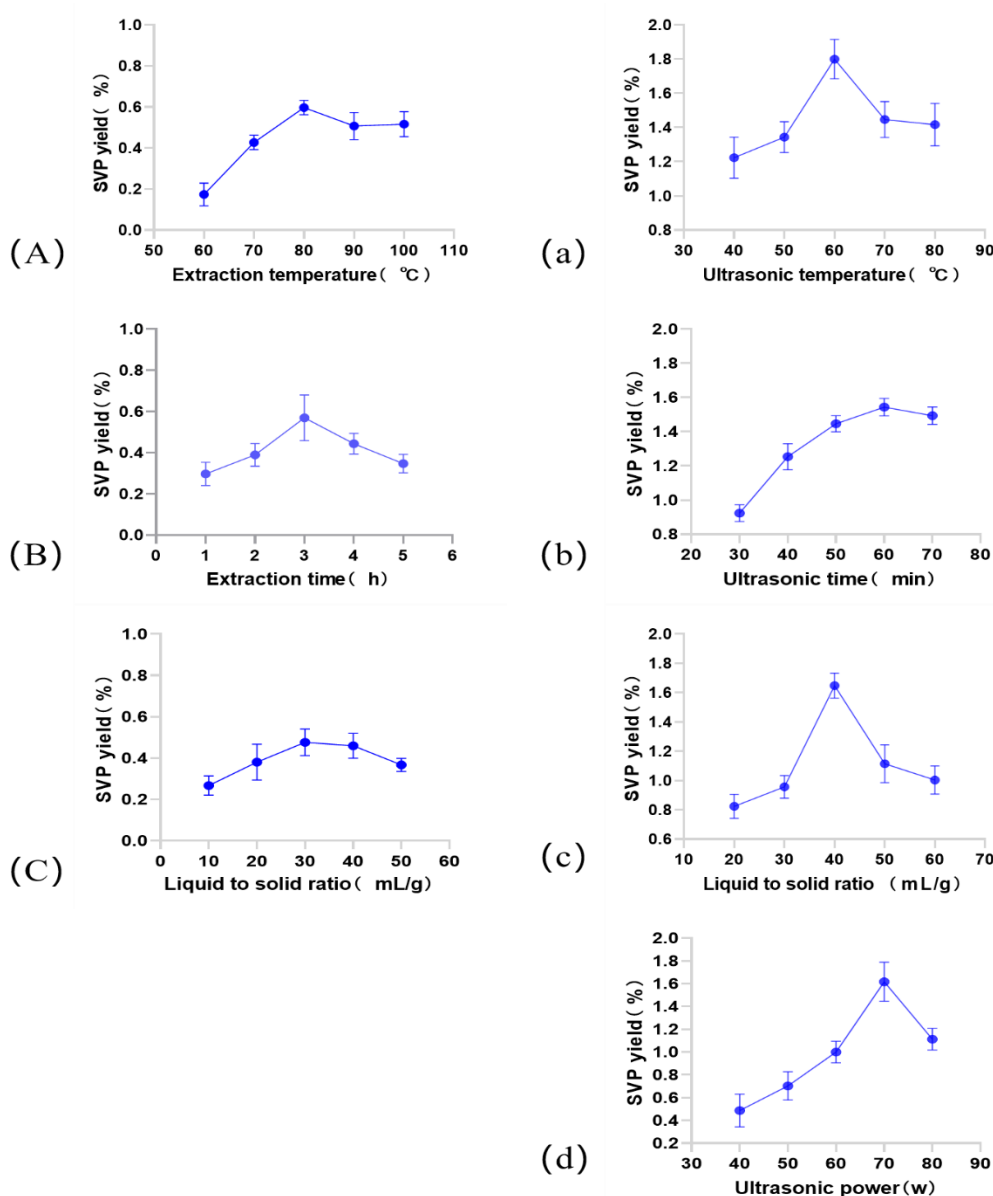 1.0
0.8
0.6
0.4
0.2
0.0
SVP yield( %)
50 60 70 80 90 100 110
Extraction temperature( °C)
(A)
2.0
1.8
1.6
1.4
1.2
1.0
0.8
SVP yield( %)
30 40 50 60 70 80 90
Ultrasonic temperature( °C)
(a)
1.0
0.8
0.6
0.4
0.2
0.0
SVP yield( %)
0 1 2 3 4 5 6
Extraction time( h)
(B)
2.0
1.8
1.6
1.4
1.2
1.0
0.8
SVP yield( %)
20 30 40 50 60 70 80
Ultrasonic time( min)
(b)
1.0
0.8
0.6
0.4
0.2
0.0
SVP yield( %)
0 10 20 30 40 50 60
Liquid to solid ratio( mL/g)
(C)
2.0
1.8
1.6
1.4
1.2
1.0
0.8
0.6
SVP yield( %)
10 20 30 40 50 60 70
Liquid to solid ratio (mL/g)
(c)
2.0
1.8
1.6
1.4
1.2
1.0
0.8
0.6
0.4
0.2
SVP yield( %)
30 40 50 60 70 80 90
Ultrasonic power(w)
(d)